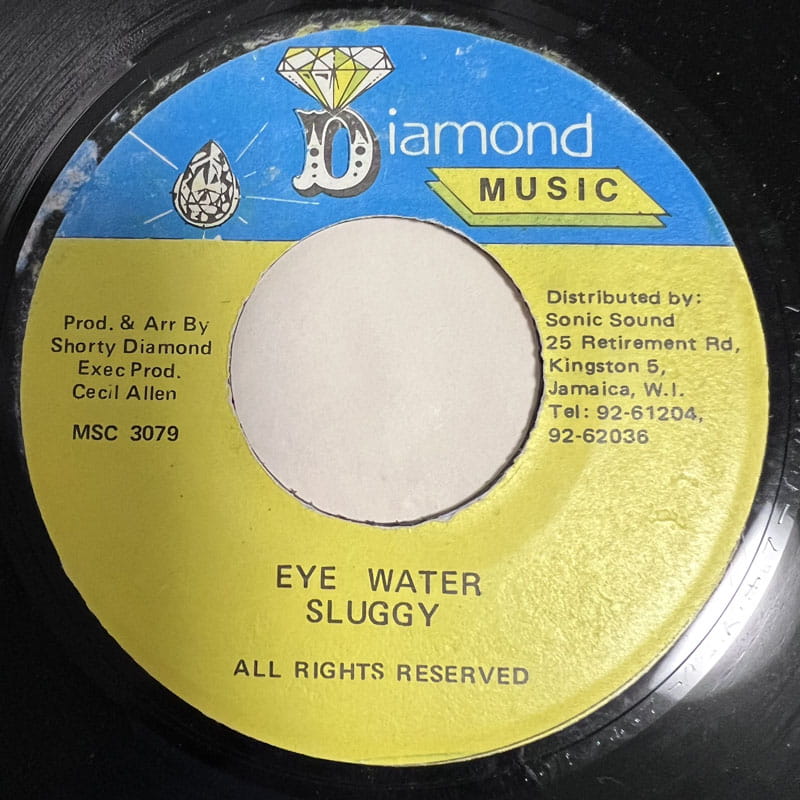 Diamond
MUSIC
Prod. & Arr By
Shorty Diamond
Exec Prod.
Cecil Allen
MSC 3079
Distributed by:
Sonic Sound
25 Retirement Rd,
Kingston 5,
Jamaica, W.I.
Tel: 92-61204,
92-62036
EYE WATER
SLUGGY
ALL RIGHTS RESERVED